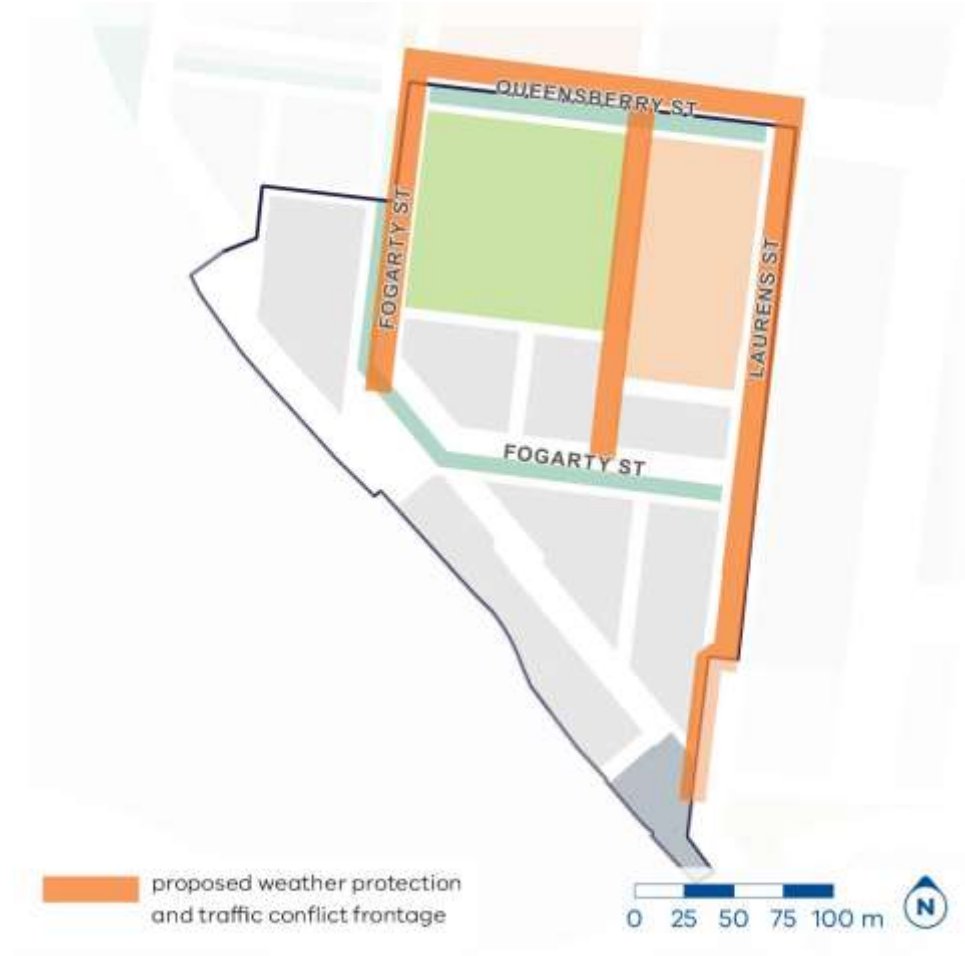 QUEENSBERRY ST
FOGARTY ST
LAURENS ST
FOGARTY ST
proposed weather protection
and traffic conflict frontage
0 25 50 75 100 m
N